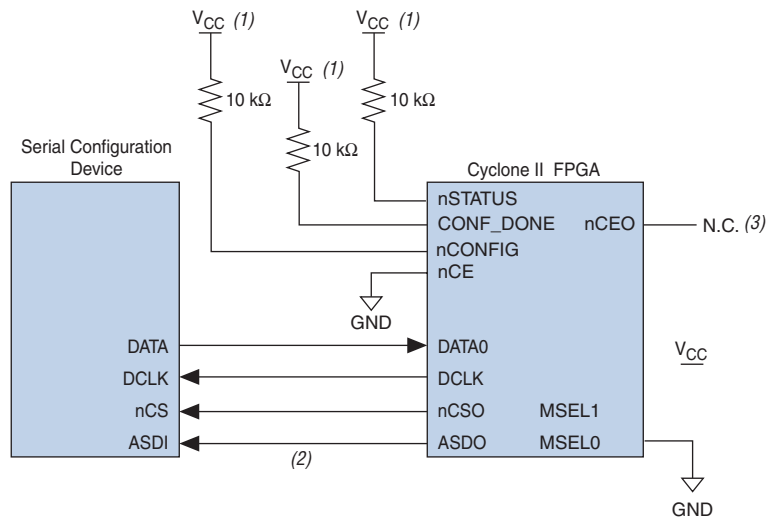 VCC (1)
VCC (1)
VCC (1)
10 kΩ
10 kΩ
10 kΩ
Serial Configuration
Device
Cyclone II FPGA
nSTATUS
CONF_DONE
nCEO
N.C. (3)
nCONFIG
nCE
GND
DATA
DATA0
VCC
DCLK
DCLK
nCS
nCSO
MSEL1
ASDI
ASDO
MSEL0
(2)
GND